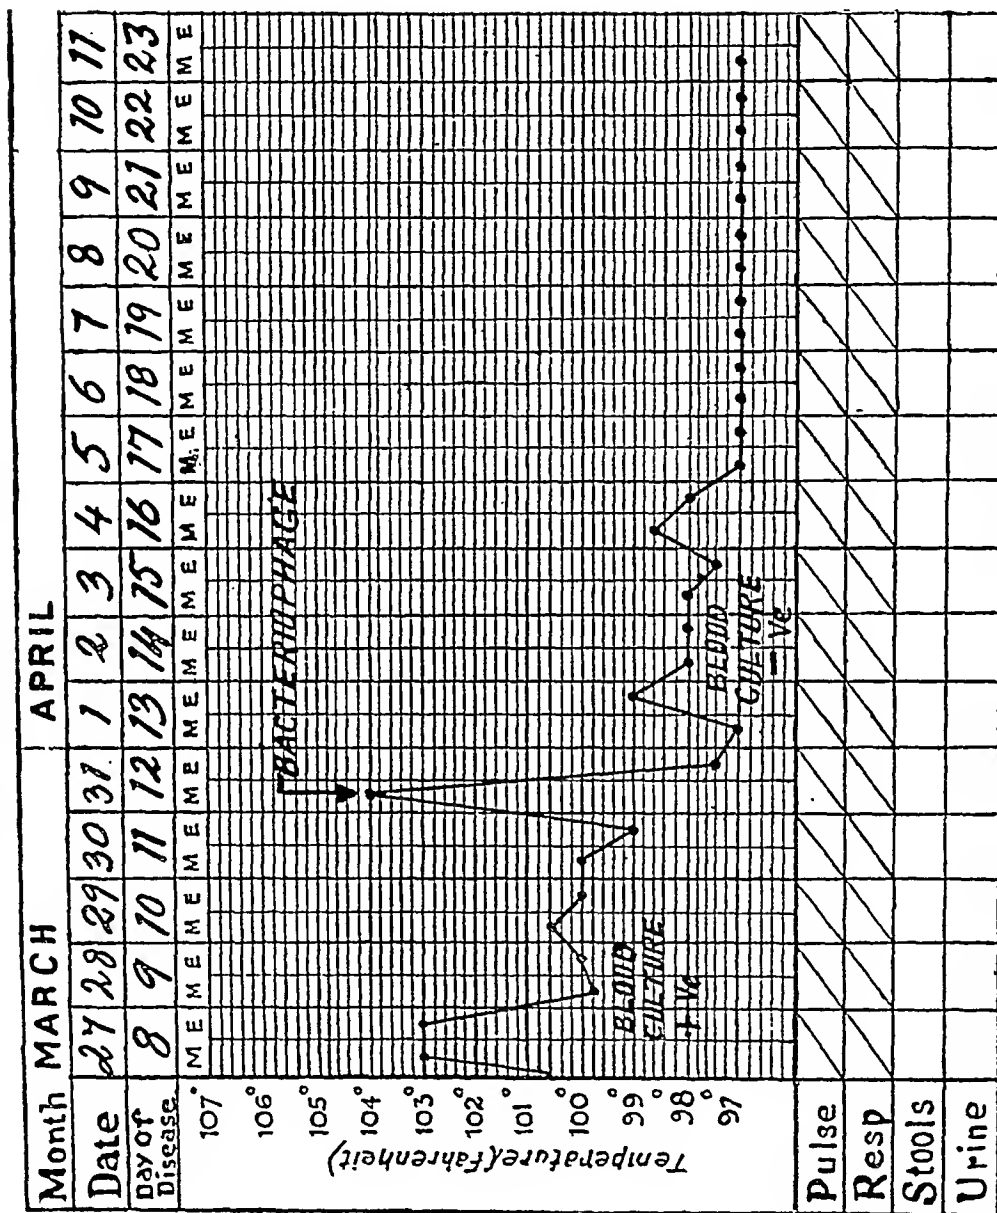 Month MARCH APRIL
Date 27 28 29 30 31. 1 2 3 4 5 6 7 8 9 10 11
Day of Disease 8 9 10 11 12 13 14 15 16 17 18 19 20 21 22 23
M E M E M E M E M E M E M E M E M E M E M E M E M E M E M E M E
Temperature (Fahrenheit)
107°
106°
105°
104°
103°
102°
101°
100°
99°
98°
97°
BLOOD
CULTURE
+ Ve
BACTERIOPHAGE
BLOOD
CULTURE
- Ve
Pulse
Resp
Stools
Urine